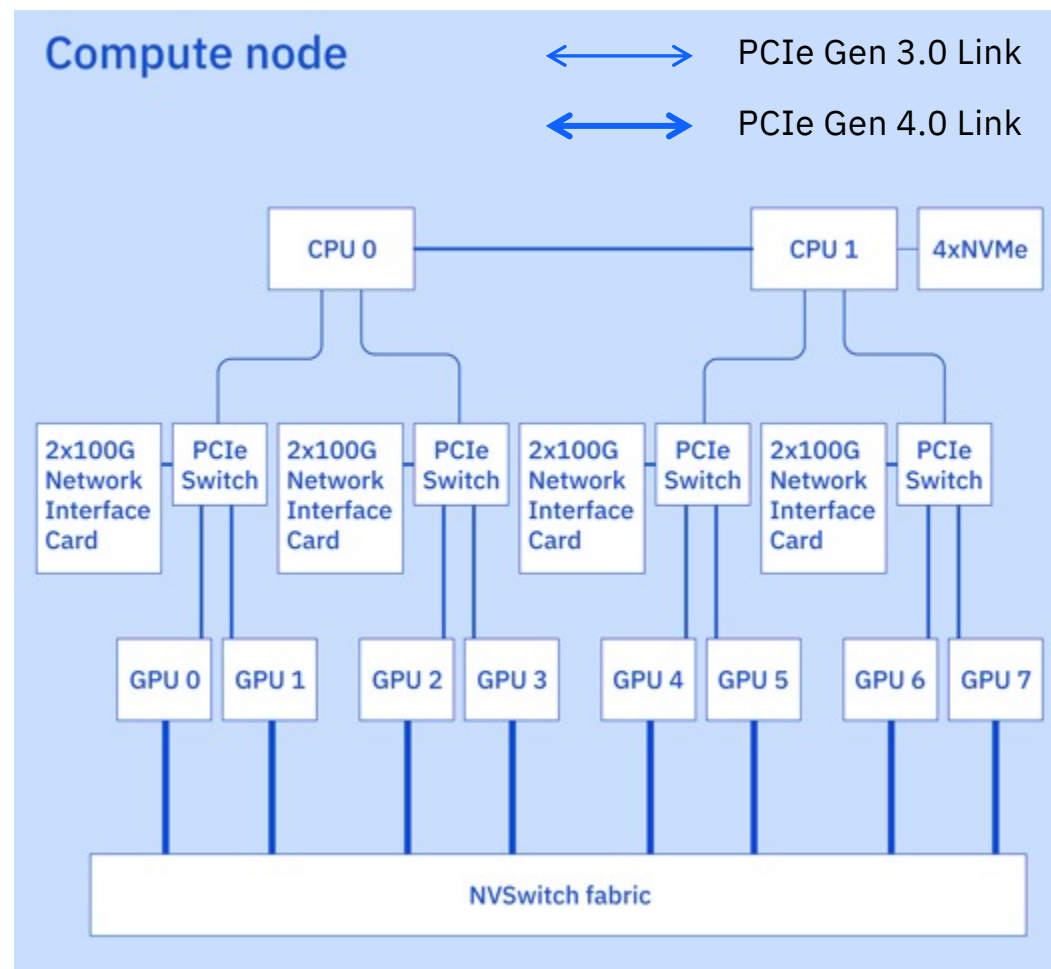 Compute node
PCIe Gen 3.0 Link
PCIe Gen 4.0 Link
CPU 0
CPU 1
4xNVMe
2x100G
Network
Interface
Card
PCIe
Switch
2x100G
Network
Interface
Card
PCIe
Switch
2x100G
Network
Interface
Card
PCIe
Switch
2x100G
Network
Interface
Card
PCIe
Switch
GPU 0
GPU 1
GPU 2
GPU 3
GPU 4
GPU 5
GPU 6
GPU 7
NVSwitch fabric